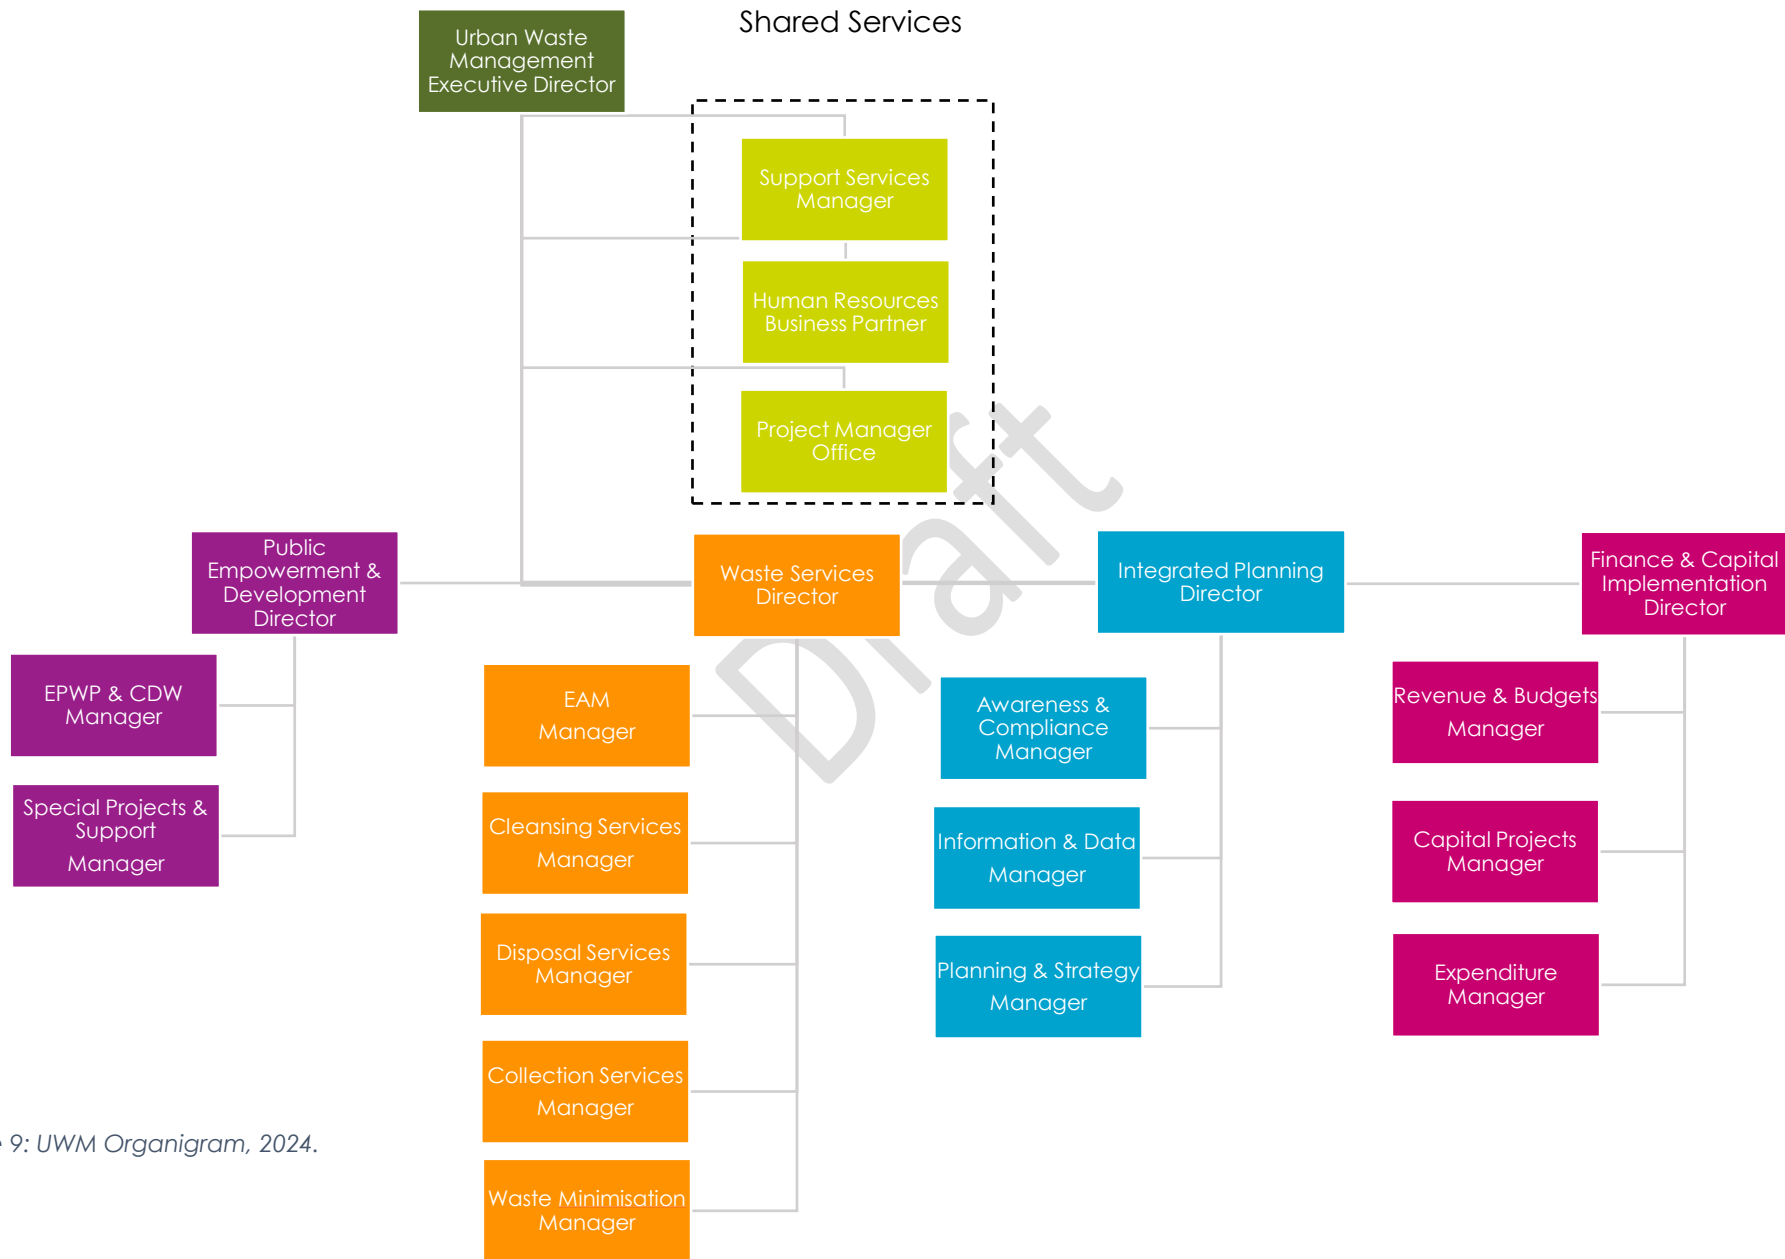 Shared Services
Urban Waste
Management
Executive Director
Support Services
Manager
Human Resources
Business Partner
Project Manager
Office
Draft
Public
Empowerment &
Development
Director
Waste Services
Director
Integrated Planning
Director
Finance & Capital
Implementation
Director
EPWP & CDW
Manager
Special Projects &
Support
Manager
EAM
Manager
Cleansing Services
Manager
Disposal Services
Manager
Collection Services
Manager
Waste Minimisation
Manager
Awareness &
Compliance
Manager
Information & Data
Manager
Planning & Strategy
Manager
Revenue & Budgets
Manager
Capital Projects
Manager
Expenditure
Manager
9: UWM Organigram, 2024.